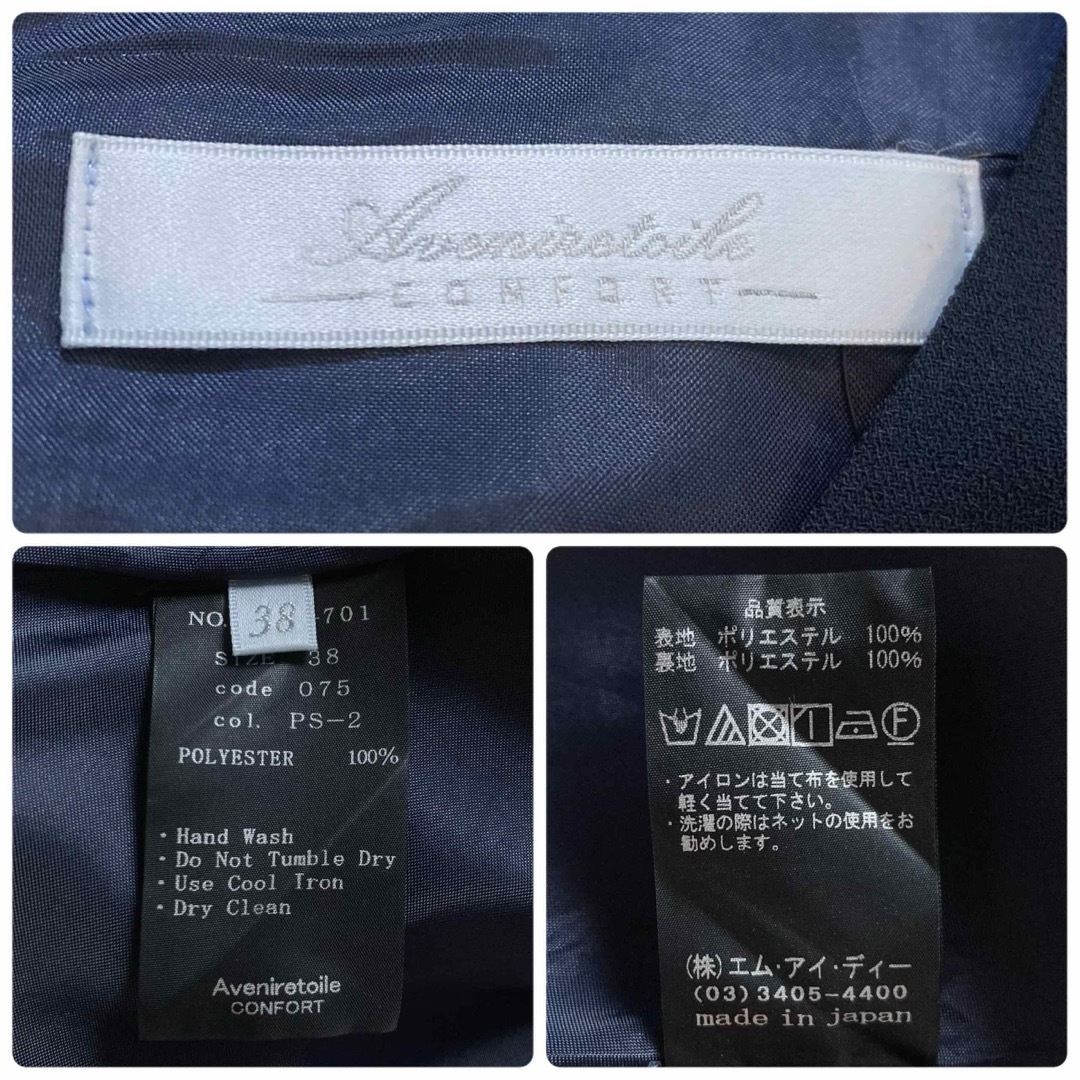 Aveniretoile
CONFORT
38
NO. -701
SIZE 38
code 075
col. PS-2
POLYESTER 100%
・Hand Wash
・Do Not Tumble Dry
・Use Cool Iron
・Dry Clean
Aveniretoile
CONFORT
品質表示
表地 ポリエステル 100%
裏地 ポリエステル 100%
F
・アイロンは当て布を使用して
軽く当てて下さい。
・洗濯の際はネットの使用をお
勧めします。
(株)エム・アイ・ディー
(03)3405-4400
made in japan